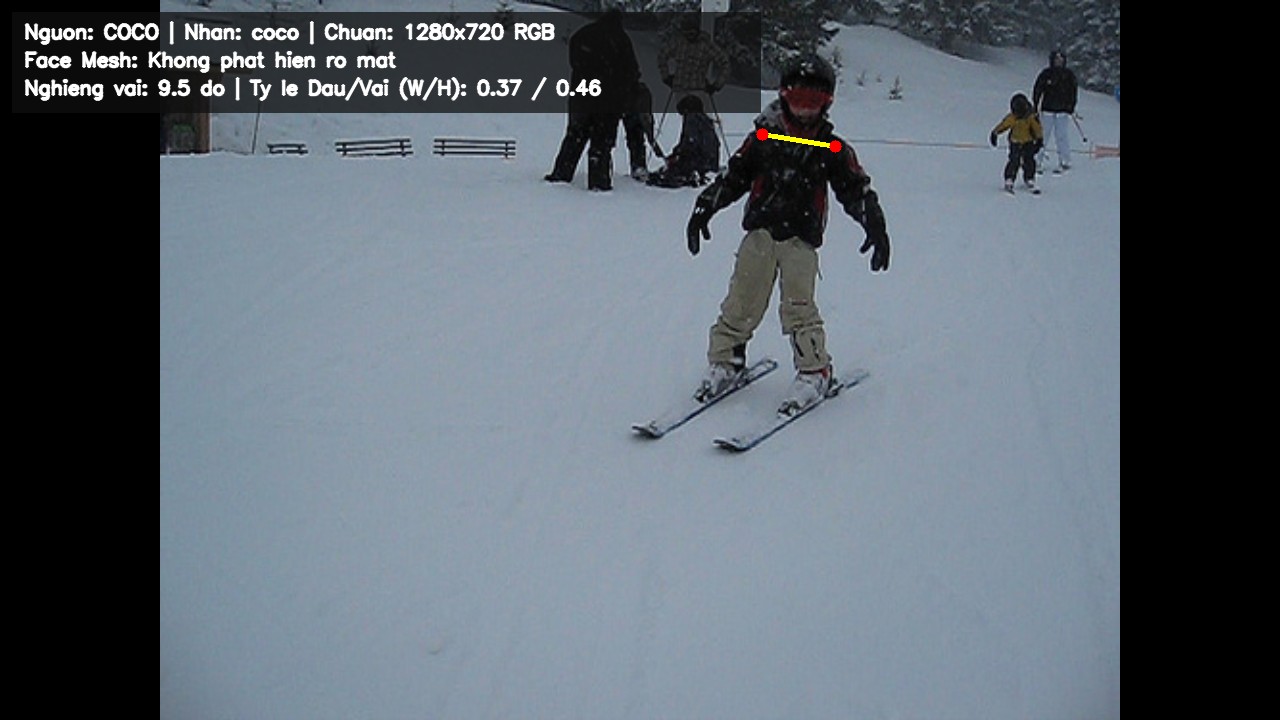 Nguon: COCO | Nhan: coco | Chuan: 1280x720 RGB
Face Mesh: Khong phat hien ro mat
Nghieng vai: 9.5 do | Ty le Dau/Vai (W/H): 0.37 / 0.46